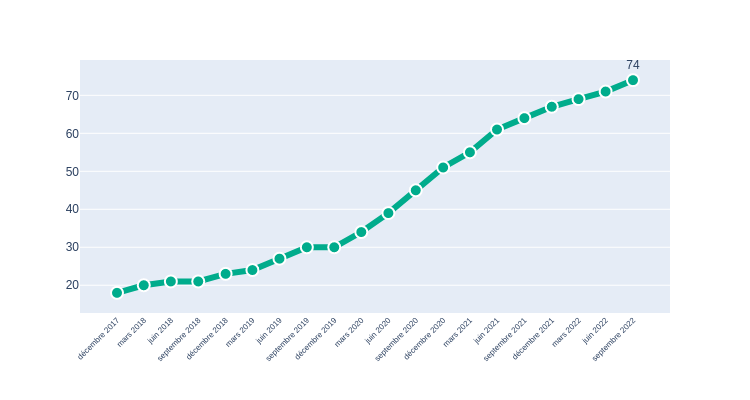 74
70
60
50
40
30
20
décembre 2017
mars 2018
juin 2018
septembre 2018
décembre 2018
mars 2019
juin 2019
septembre 2019
décembre 2019
mars 2020
juin 2020
septembre 2020
décembre 2020
mars 2021
juin 2021
septembre 2021
décembre 2021
mars 2022
juin 2022
septembre 2022